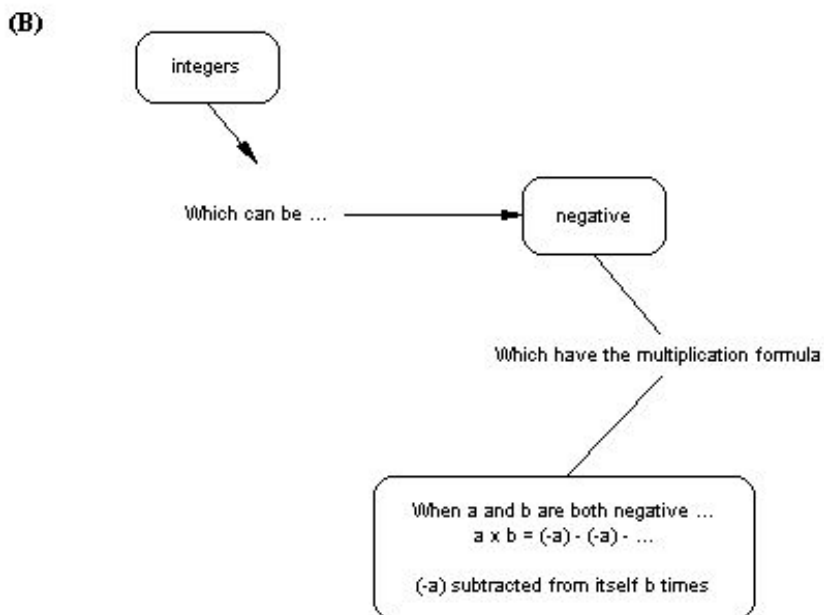 (B)
integers
Which can be ...
negative
Which have the multiplication formula
When a and b are both negative ...
a x b = (-a) - (-a) - ...
(-a) subtracted from itself b times